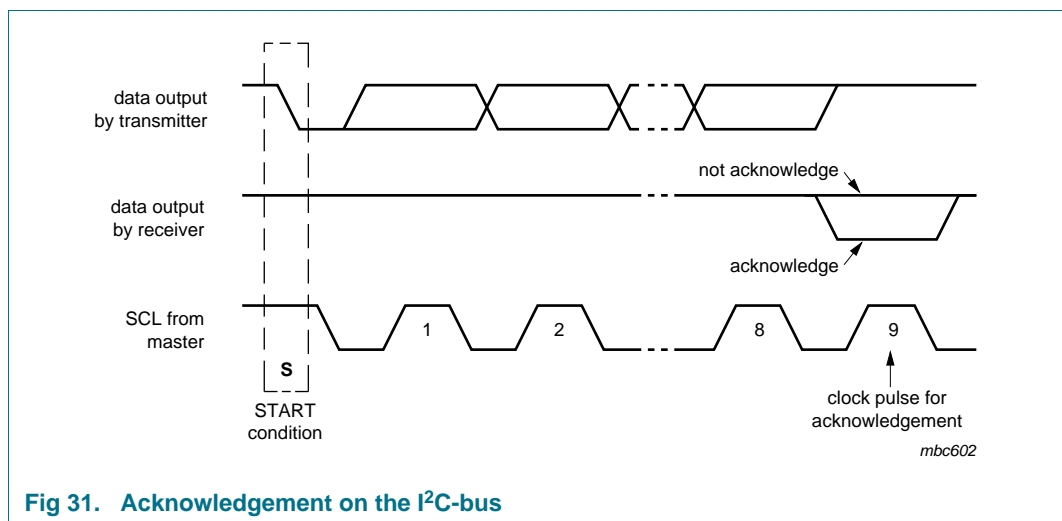 data output
by transmitter
not acknowledge
data output
by receiver
acknowledge
SCL from
master
1
2
8
9
S
START
condition
clock pulse for
acknowledgement
mbc602
Fig 31. Acknowledgement on the I²C-bus